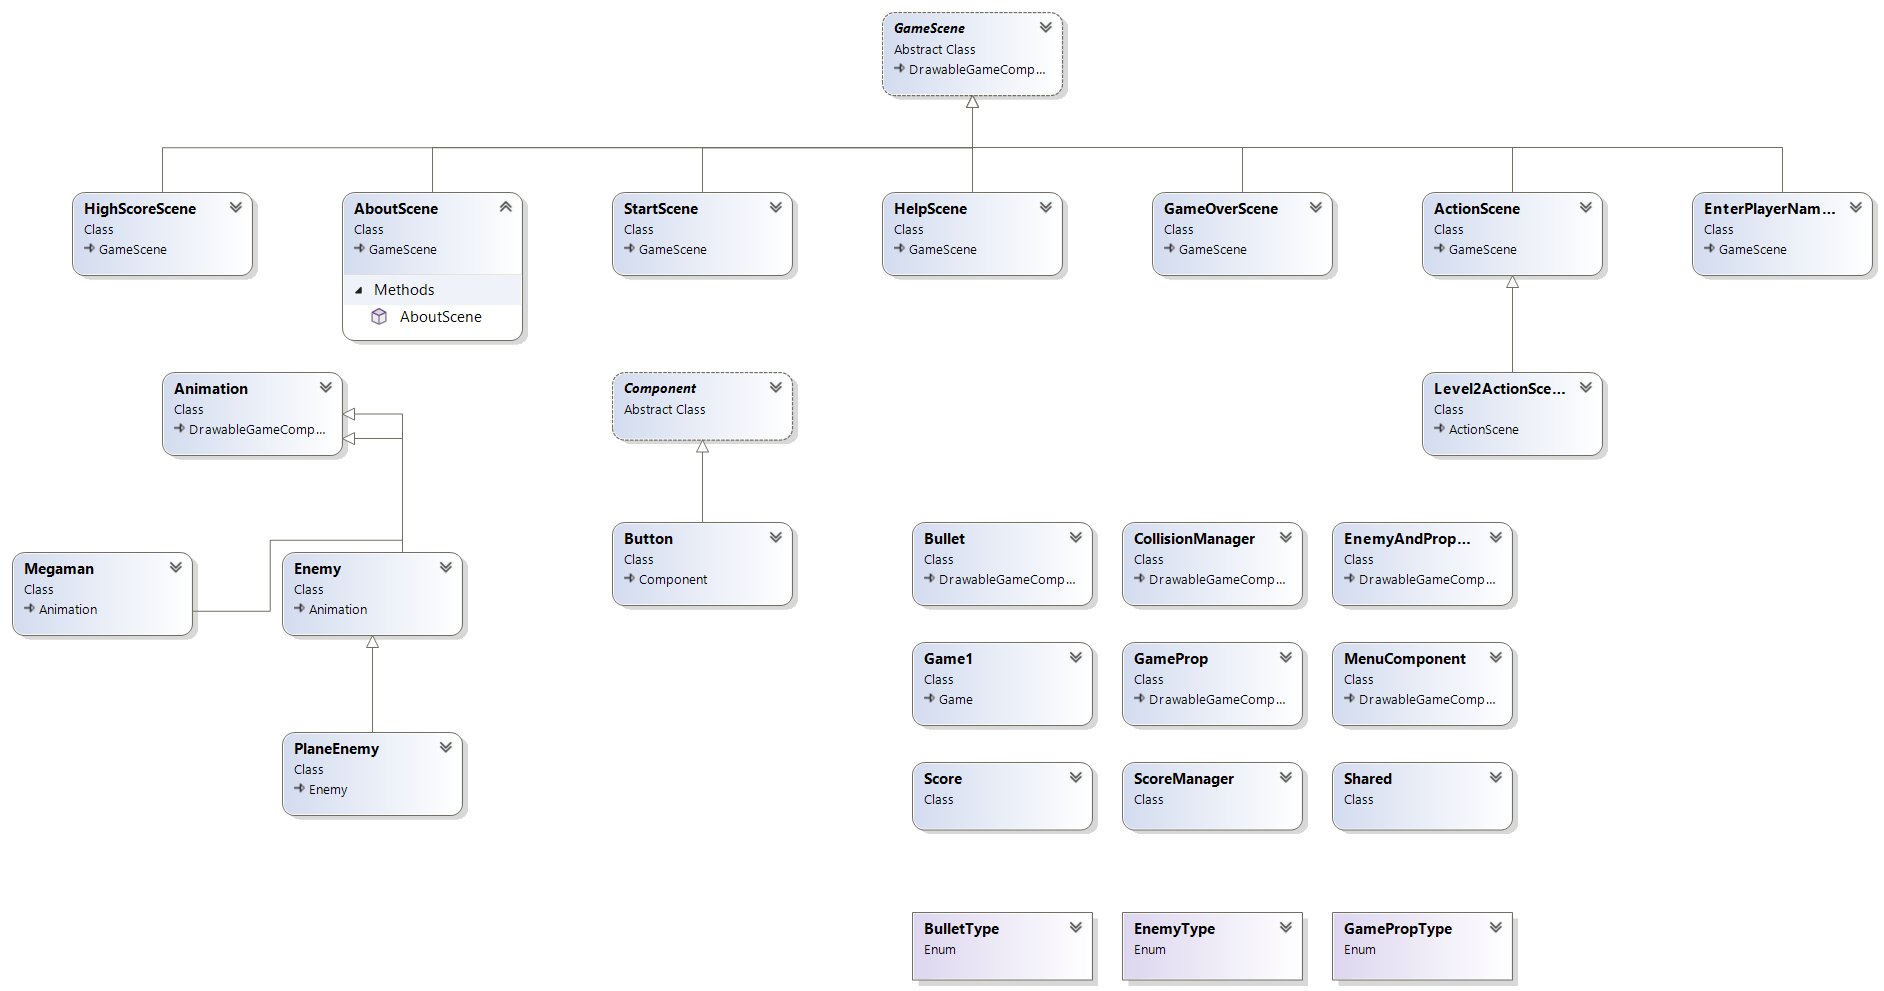 GameScene
Abstract Class
DrawableGameComp...
HighScoreScene
Class
GameScene
AboutScene
Class
GameScene
Methods
AboutScene
StartScene
Class
GameScene
HelpScene
Class
GameScene
GameOverScene
Class
GameScene
ActionScene
Class
GameScene
EnterPlayerNam...
Class
GameScene
Animation
Class
DrawableGameComp...
Component
Abstract Class
Level2ActionSce...
Class
ActionScene
Megaman
Class
Animation
Enemy
Class
Animation
Button
Class
Component
Bullet
Class
DrawableGameComp...
CollisionManager
Class
DrawableGameComp...
EnemyAndProp...
Class
DrawableGameComp...
Game1
Class
Game
GameProp
Class
DrawableGameComp...
MenuComponent
Class
DrawableGameComp...
PlaneEnemy
Class
Enemy
Score
Class
ScoreManager
Class
Shared
Class
BulletType
Enum
EnemyType
Enum
GamePropType
Enum